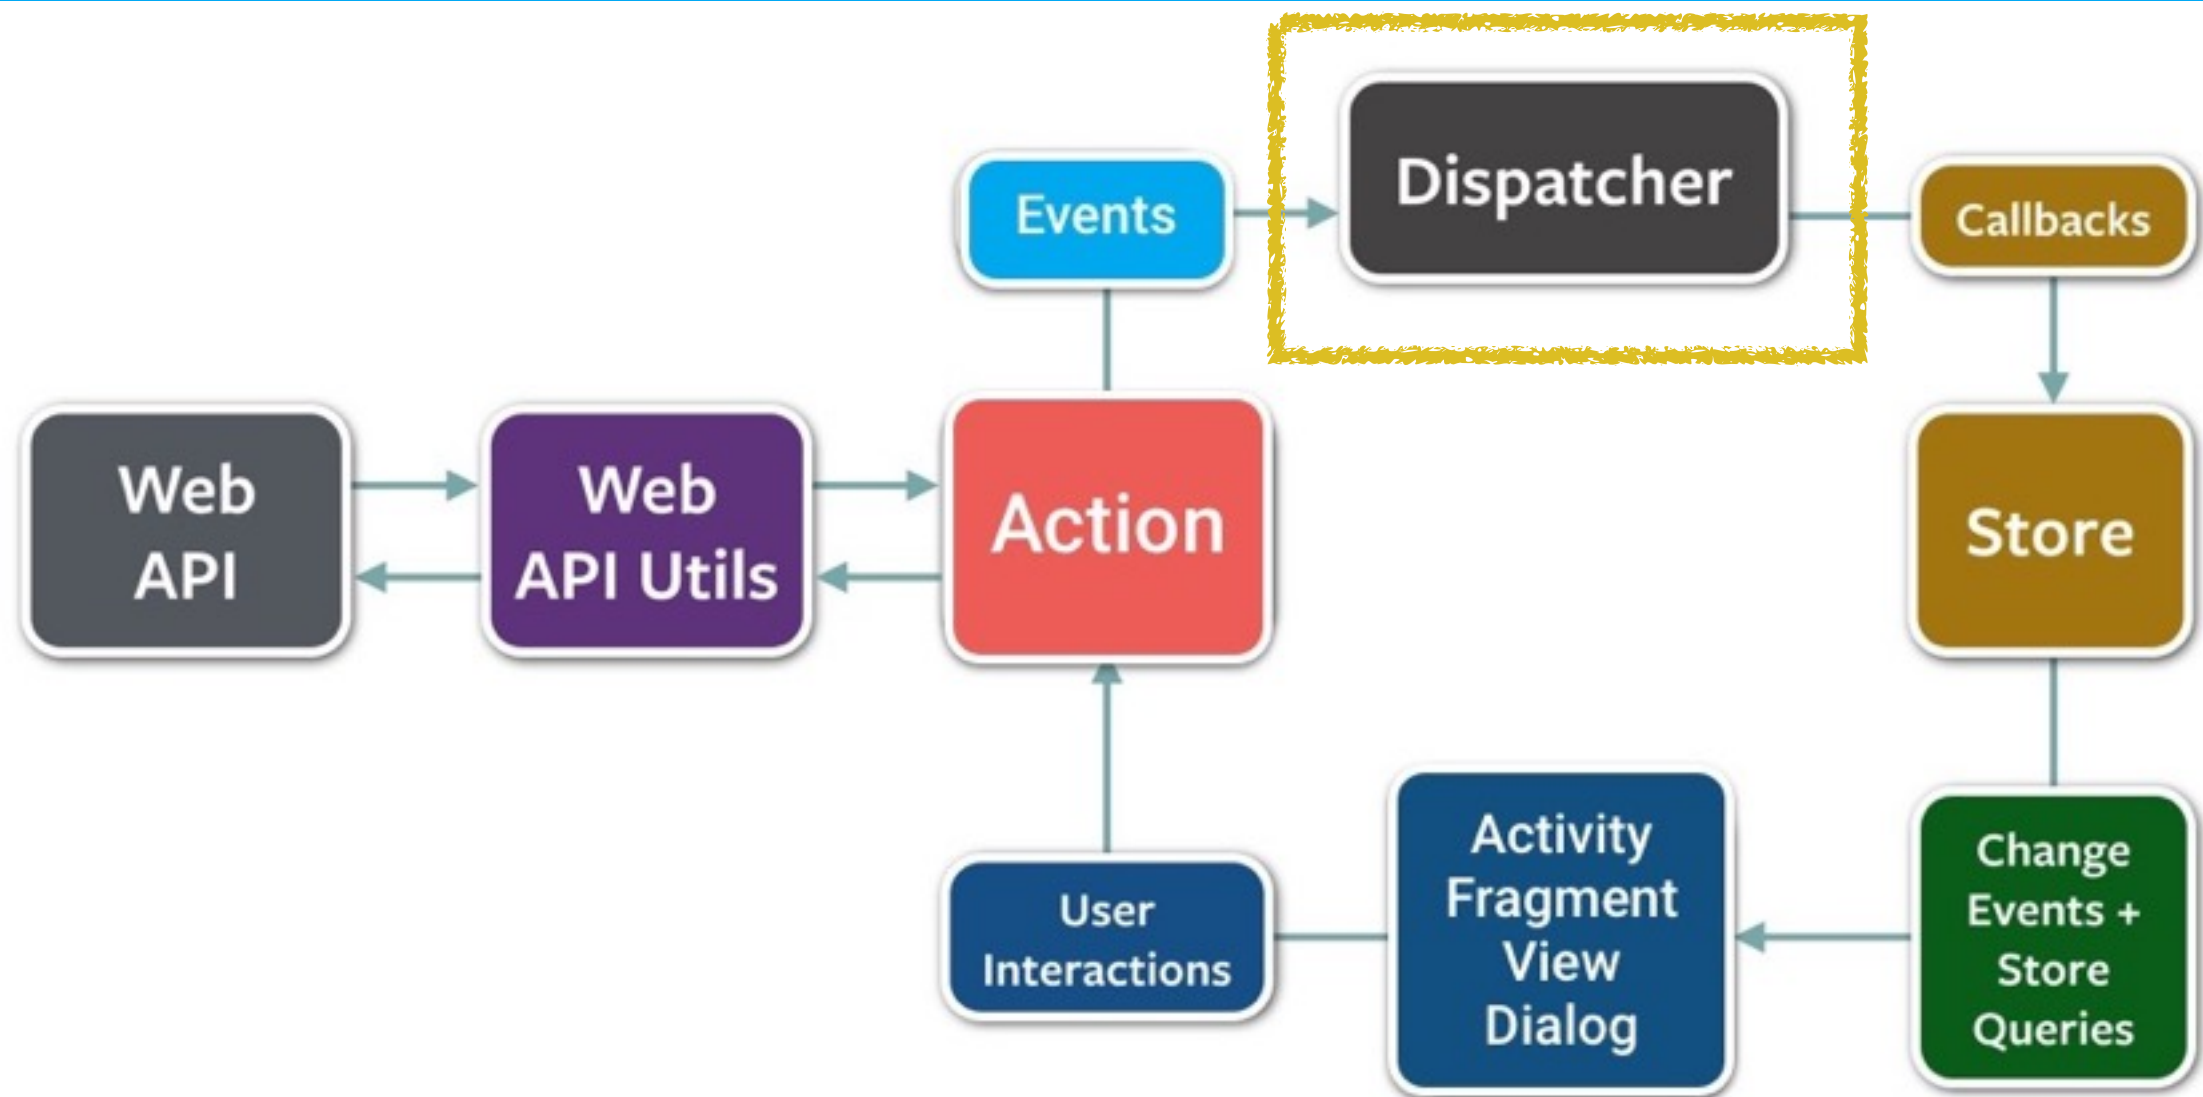 Events
Dispatcher
Callbacks
Web
API
Web
API Utils
Action
Store
User
Interactions
Activity
Fragment
View
Dialog
Change
Events +
Store
Queries